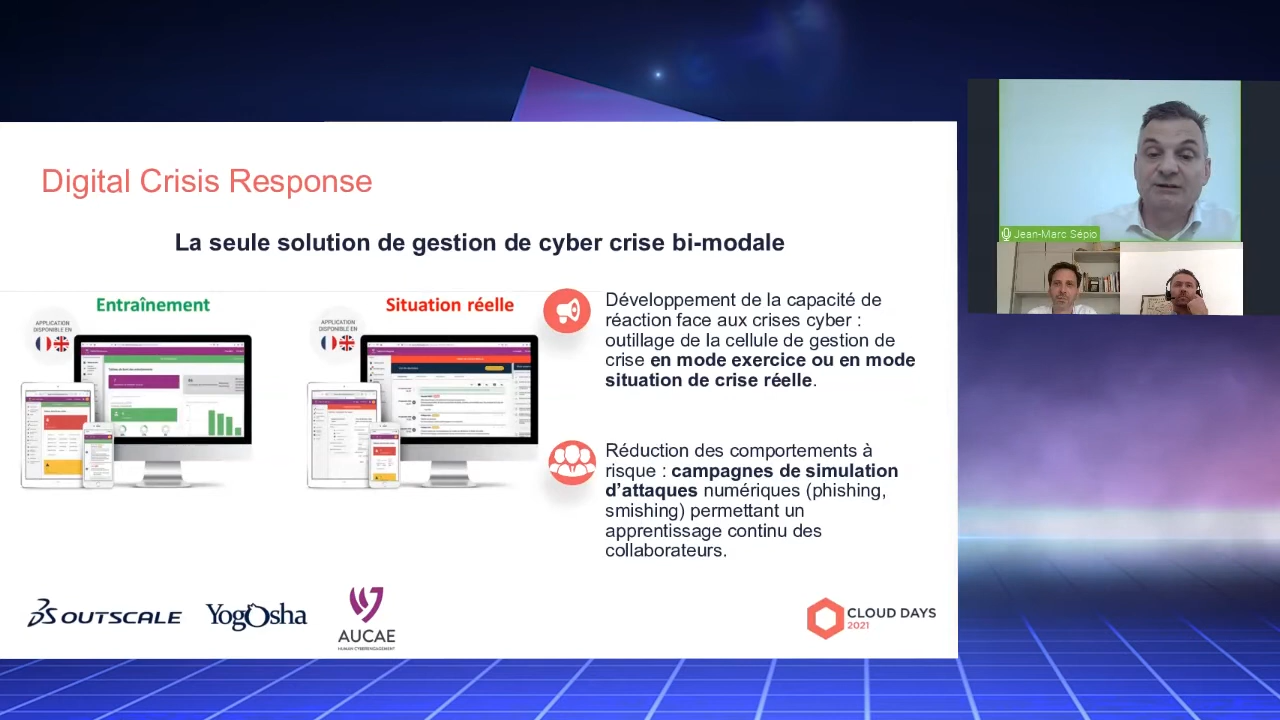 Digital Crisis Response
La seule solution de gestion de cyber crise bi-modale
Entraînement
APPLICATION
DISPONIBLE EN
Situation réelle
APPLICATION
DISPONIBLE EN
Développement de la capacité de
réaction face aux crises cyber :
outillage de la cellule de gestion de
crise en mode exercice ou en mode
situation de crise réelle.
Réduction des comportements à
risque : campagnes de simulation
d'attaques numériques (phishing,
smishing) permettant un
apprentissage continu des
collaborateurs.
OUTSCALE
YogOsha
AUCAE
HUMAN CYBERENGAGEMENT
CLOUD DAYS
2021
Jean-Marc Sépio